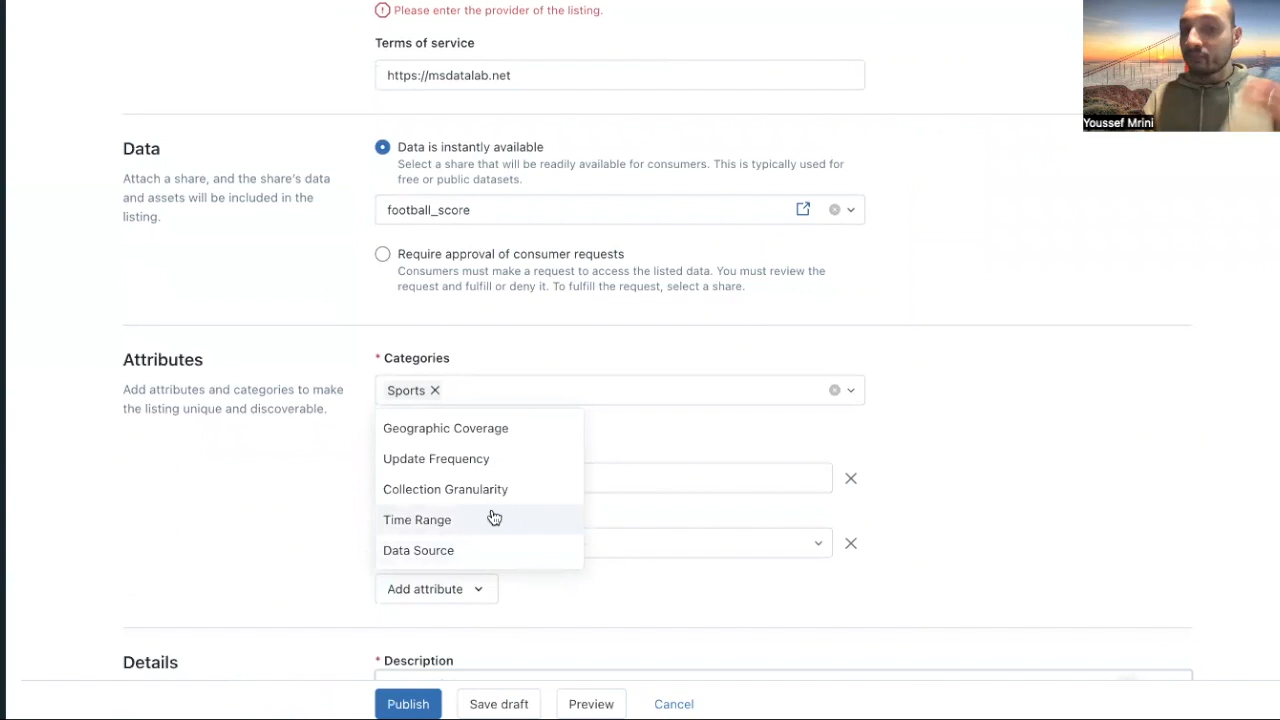 Please enter the provider of the listing.
Terms of service
https://msdatalab.net
Youssef Mrini
Data
Attach a share, and the share's data
and assets will be included in the
listing.
Data is instantly available
Select a share that will be readily available for consumers. This is typically used for
free or public datasets.
football_score
Require approval of consumer requests
Consumers must make a request to access the listed data. You must review the
request and fulfill or deny it. To fulfill the request, select a share.
Attributes
Add attributes and categories to make
the listing unique and discoverable.
* Categories
Sports
Geographic Coverage
Update Frequency
Collection Granularity
Time Range
Data Source
Add attribute
Details
* Description
Publish
Save draft
Preview
Cancel